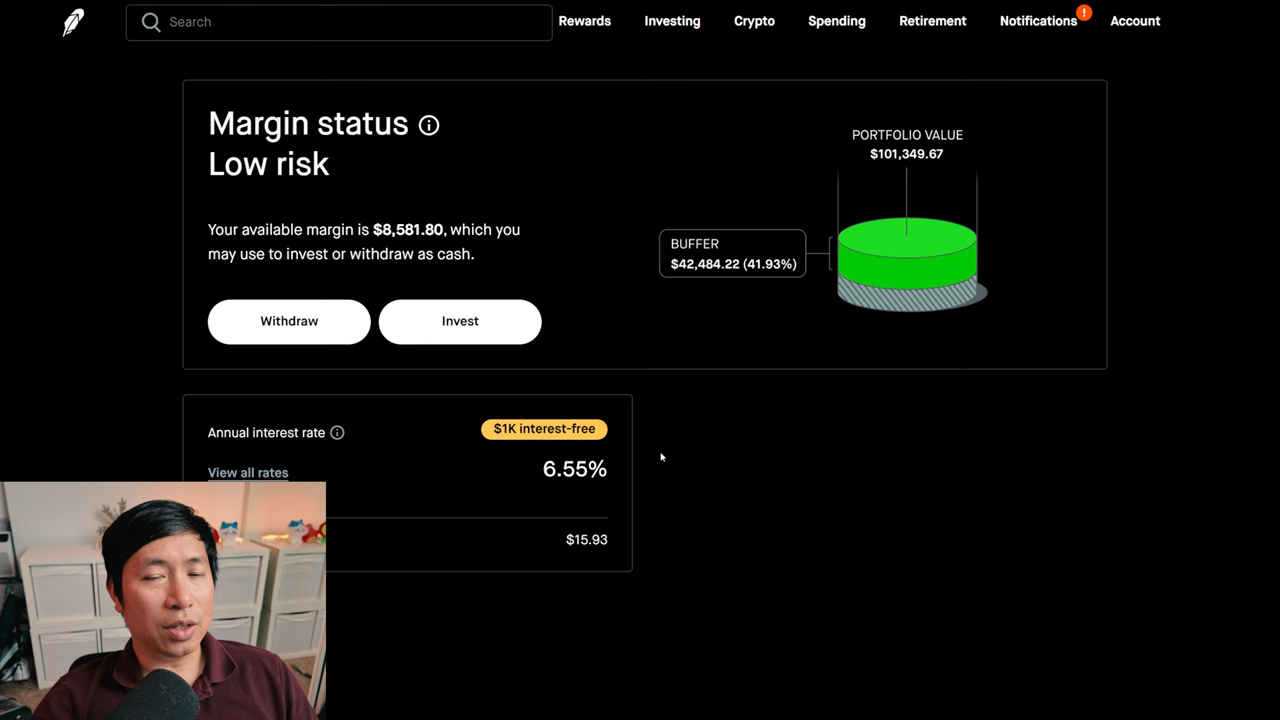 Search
Rewards
Investing
Crypto
Spending
Retirement
Notifications
!
Account
Margin status
Low risk
Your available margin is $8,581.80, which you
may use to invest or withdraw as cash.
Withdraw
Invest
PORTFOLIO VALUE
$101,349.67
BUFFER
$42,484.22 (41.93%)
Annual interest rate
$1K interest-free
View all rates
6.55%
$15.93